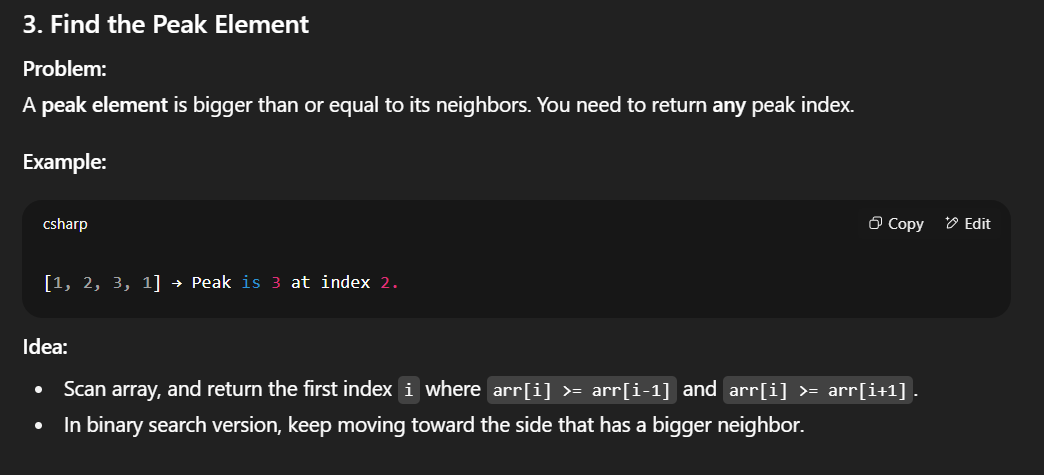 3. Find the Peak Element
Problem:
A peak element is bigger than or equal to its neighbors. You need to return any peak index.
Example:
csharp
Copy
Edit
[1, 2, 3, 1] → Peak is 3 at index 2.
Idea:
• Scan array, and return the first index i where arr[i] >= arr[i-1] and arr[i] >= arr[i+1].
• In binary search version, keep moving toward the side that has a bigger neighbor.